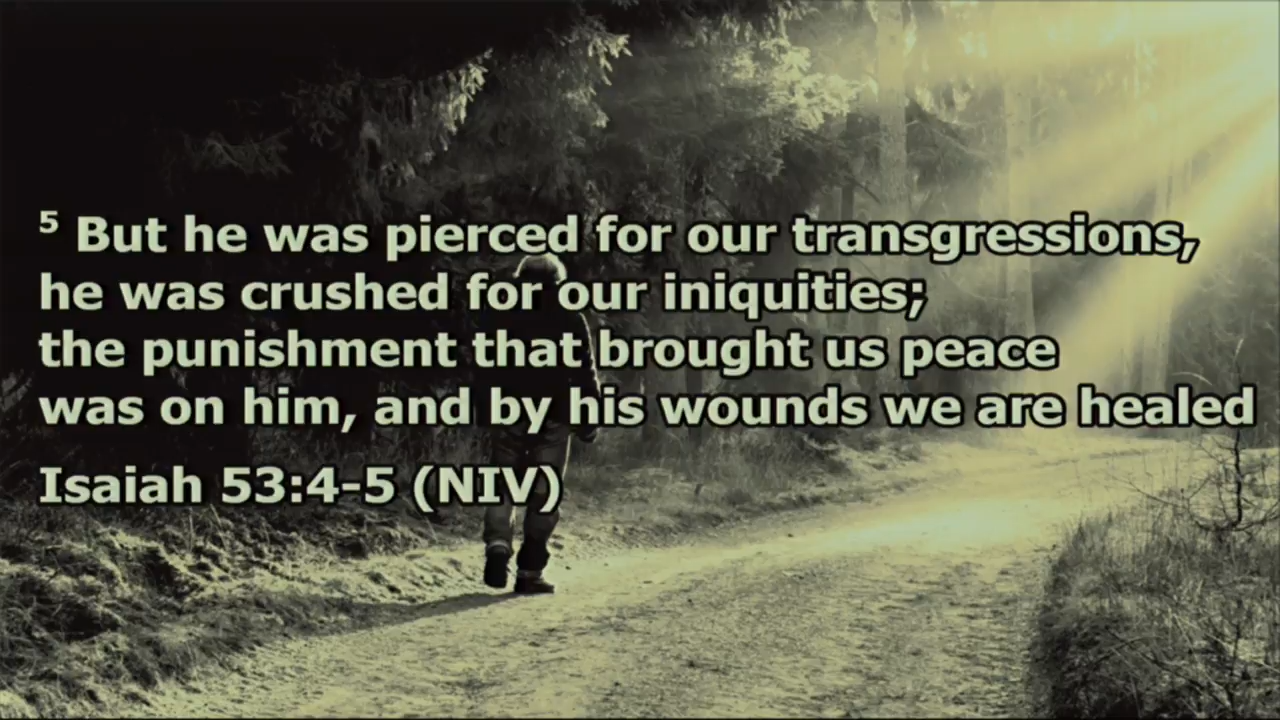 ⁵ But he was pierced for our transgressions,
he was crushed for our iniquities;
the punishment that brought us peace
was on him, and by his wounds we are healed
Isaiah 53:4-5 (NIV)